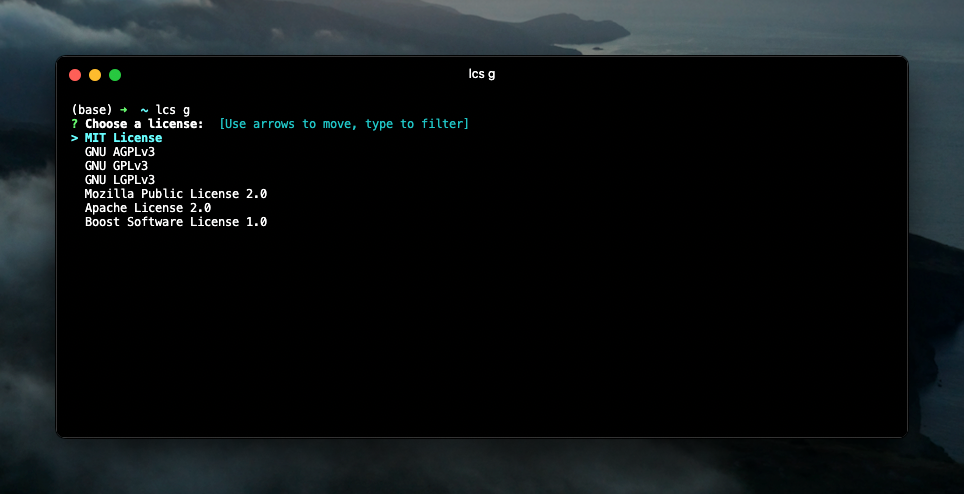 lcs g
(base) ➜ ~ lcs g
? Choose a license: [Use arrows to move, type to filter]
> MIT License
GNU AGPLv3
GNU GPLv3
GNU LGPLv3
Mozilla Public License 2.0
Apache License 2.0
Boost Software License 1.0